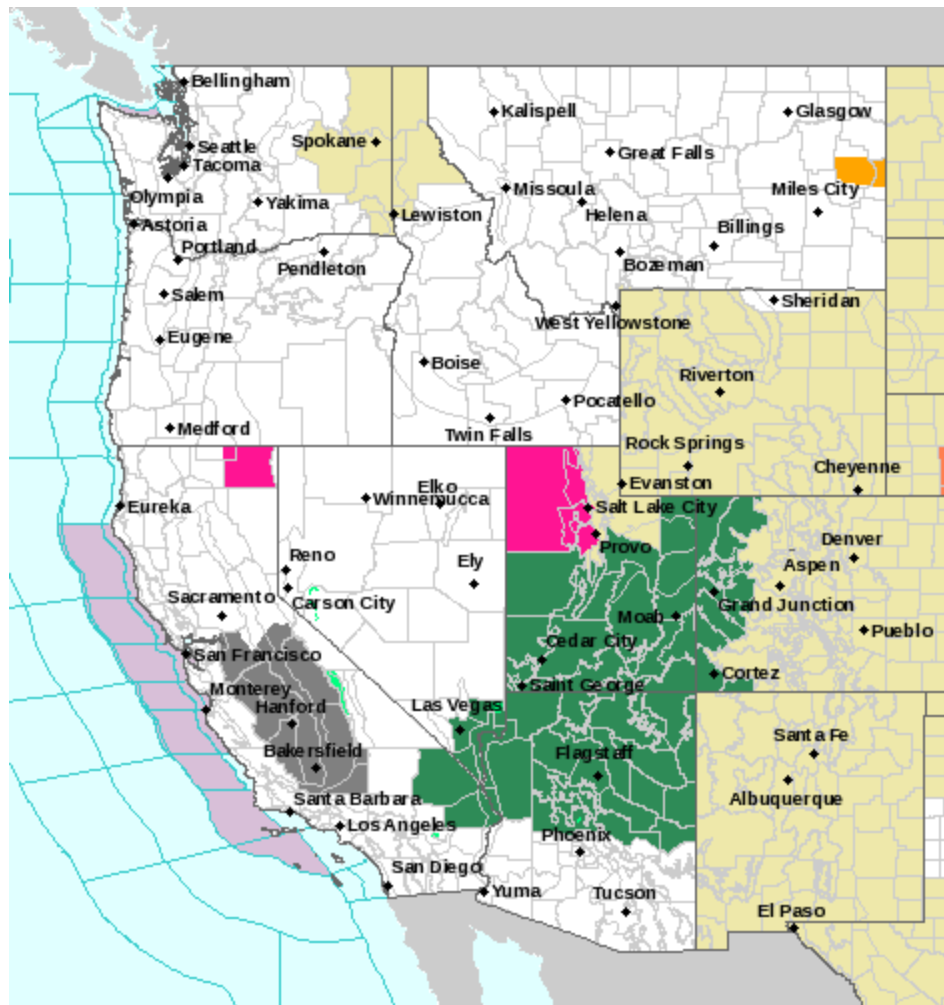 Bellingham
Kalispell
Glasgow
Spokane
Seattle
Great Falls
Tacoma
Miles City
Missoula
Olympia
Yakima
Lewiston
Helena
Astoria
Billings
Portland
Pendleton
Bozeman
Salem
Sheridan
West Yellowstone
Eugene
Boise
Riverton
Pocatello
Medford
Twin Falls
Rock Springs
Cheyenne
Elko
Evanston
Winnemucca
Eureka
Salt Lake City
Denver
Provo
Reno
Ely
Aspen
Sacramento
Carson City
Grand Junction
Moab
Pueblo
Cedar City
San Francisco
Cortez
Monterey
Saint George
Hanford
Las Vegas
Santa Fe
Bakersfield
Flagstaff
Santa Barbara
Albuquerque
Los Angeles
Phoenix
San Diego
Yuma
Tucson
El Paso